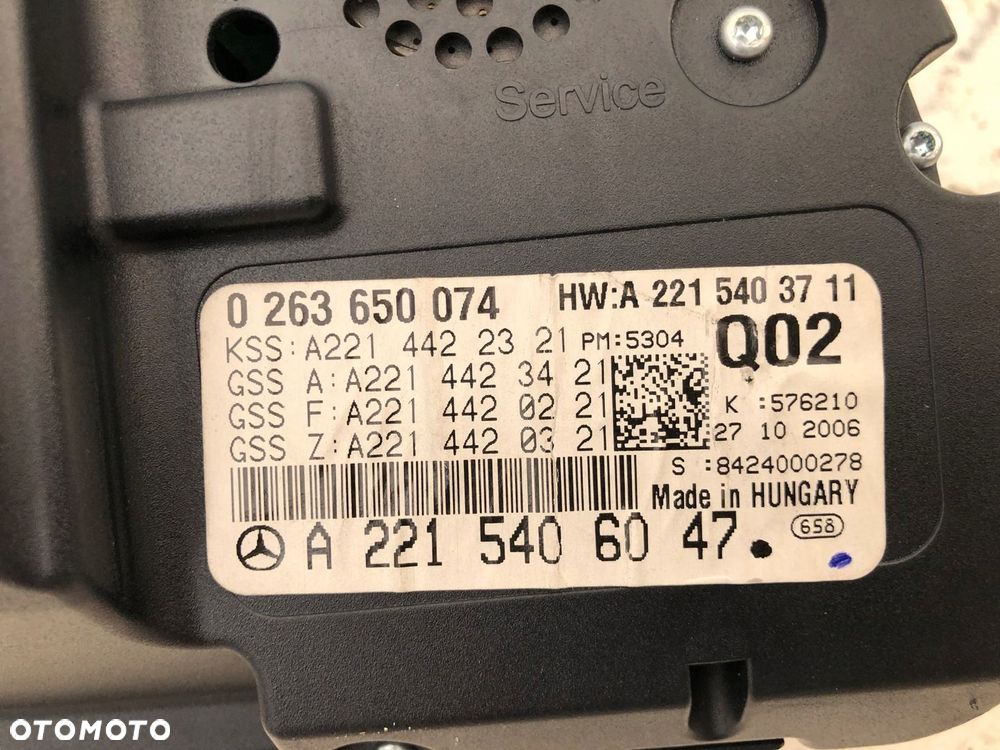 Service
0 263 650 074 HW:A 221 540 37 11
KSS:A221 442 23 21 PM:5304 Q02
GSS A:A221 442 34 21
GSS F:A221 442 02 21 K :576210
GSS Z:A221 442 03 21 27 10 2006
S :8424000278
Made in HUNGARY
A 221 540 60 47 658
OTOMOTO